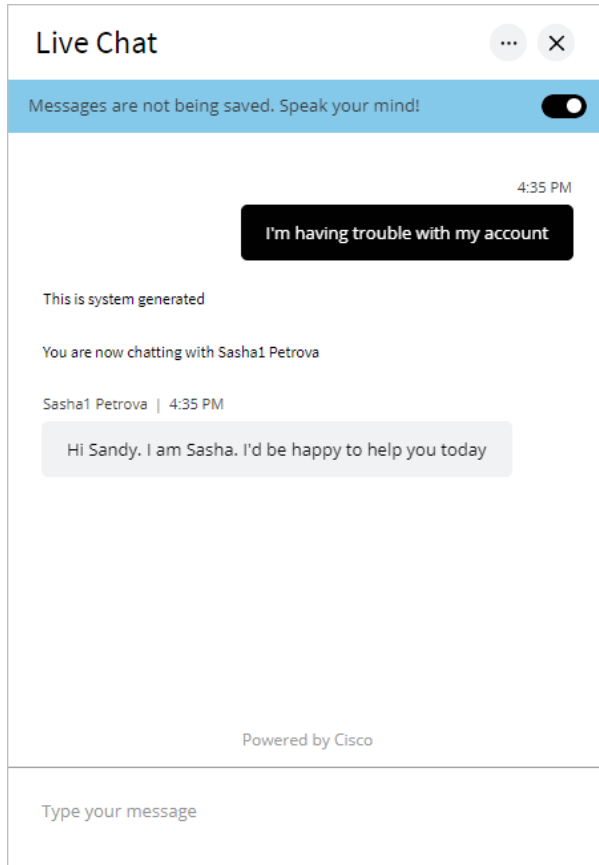 Live Chat
Messages are not being saved. Speak your mind!
4:35 PM
I'm having trouble with my account
This is system generated
You are now chatting with Sasha1 Petrova
Sasha1 Petrova | 4:35 PM
Hi Sandy. I am Sasha. I'd be happy to help you today
Powered by Cisco
Type your message